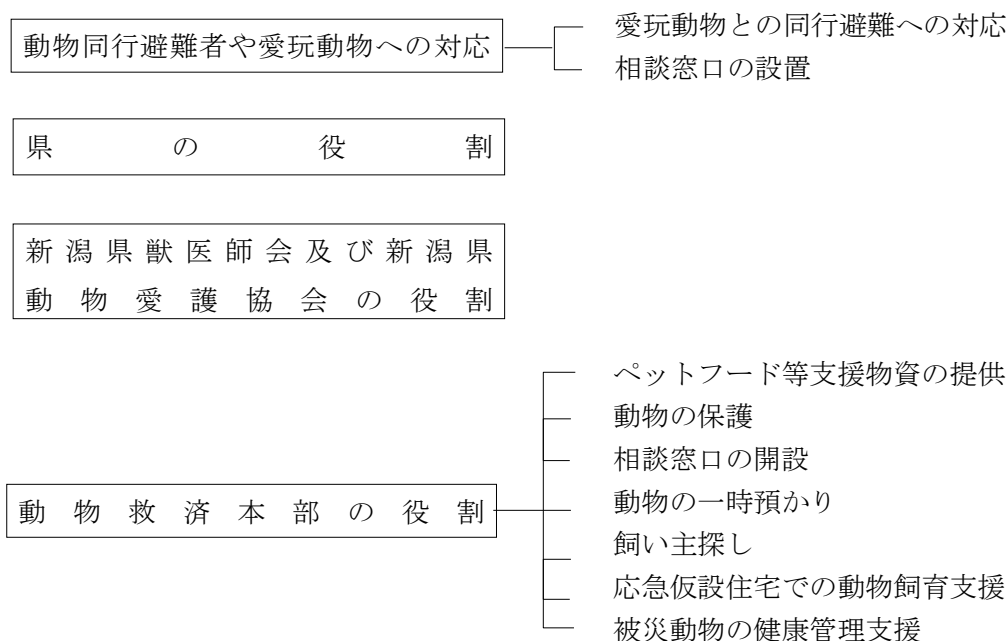 動物同行避難者や愛玩動物への対応
愛玩動物との同行避難への対応
相談窓口の設置
県の役割
新潟県獣医師会及び新潟県
動物愛護協会の役割
動物救済本部の役割
ペットフード等支援物資の提供
動物の保護
相談窓口の開設
動物の一時預かり
飼い主探し
応急仮設住宅での動物飼育支援
被災動物の健康管理支援